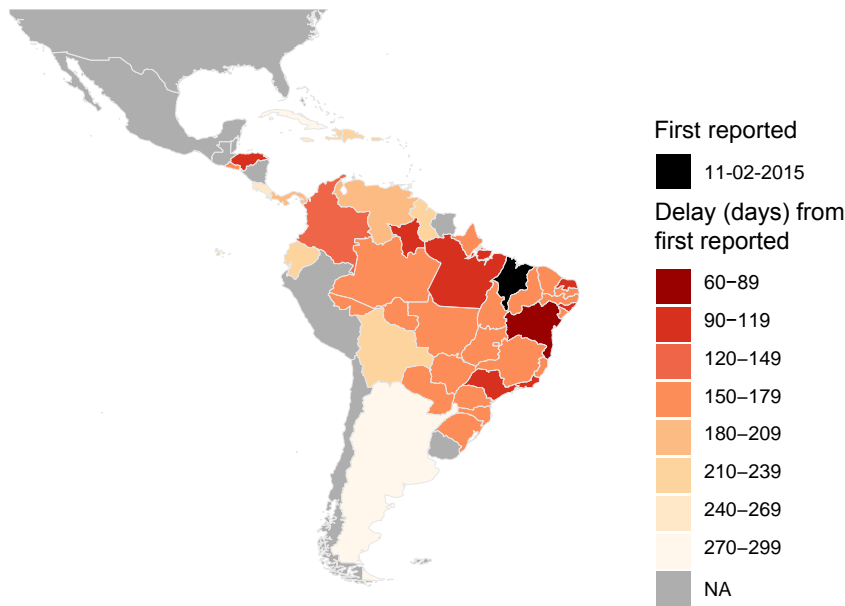 First reported
11-02-2015
Delay (days) from
first reported
60−89
90−119
120−149
150−179
180−209
210−239
240−269
270−299
NA